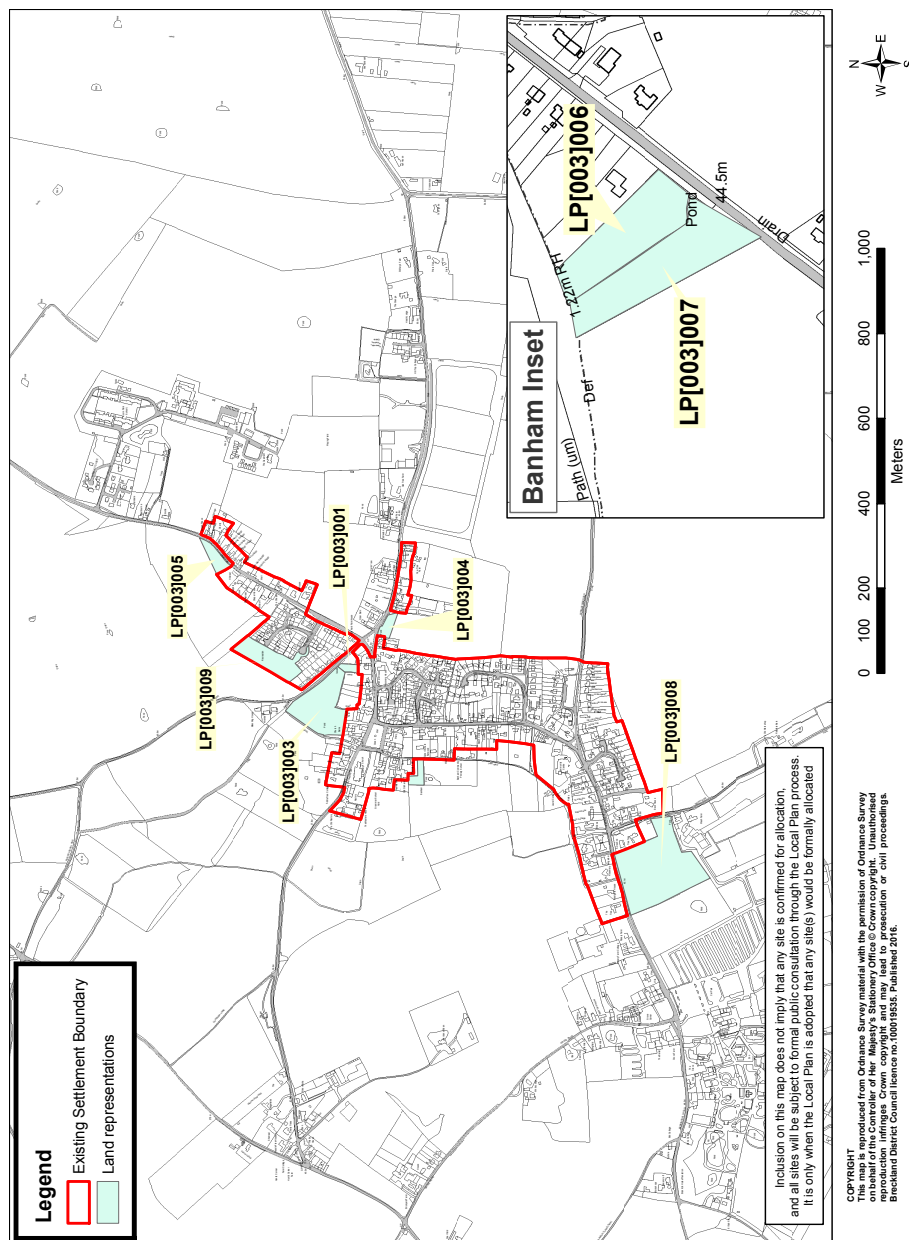 Legend
Existing Settlement Boundary
Land representations
LP[003]005
LP[003]009
LP[003]001
LP[003]003
LP[003]004
LP[003]008
Banham Inset
LP[003]006
LP[003]007
1.22m RH
Pond
44.5m
Drain
Def
Path (um)
Inclusion on this map does not imply that any site is confirmed for allocation,
and all sites will be subject to formal public consultation through the Local Plan process.
It is only when the Local Plan is adopted that any site(s) would be formally allocated
N
E
S
W
0 100 200 400 600 800 1,000
Meters
COPYRIGHT
This map is reproduced from Ordnance Survey material with the permission of Ordnance Survey
on behalf of the Controller of Her Majesty's Stationery Office © Crown copyright. Unauthorised
reproduction infringes Crown copyright and may lead to prosecution or civil proceedings.
Breckland District Council licence no.100019535. Published 2016.